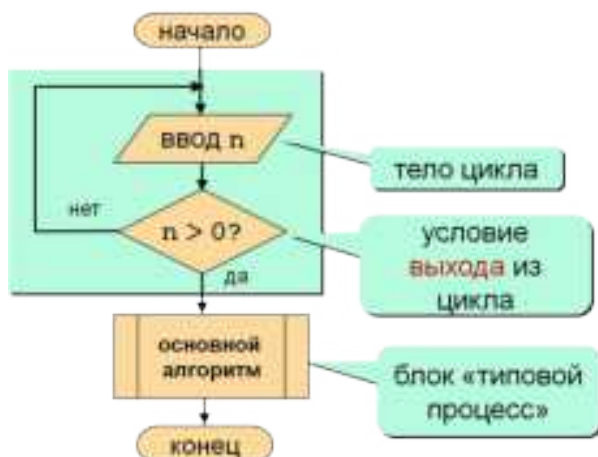 начало
ввод n
тело цикла
нет
n > 0?
условие
выхода из
цикла
да
основной
алгоритм
блок «типовой
процесс»
конец